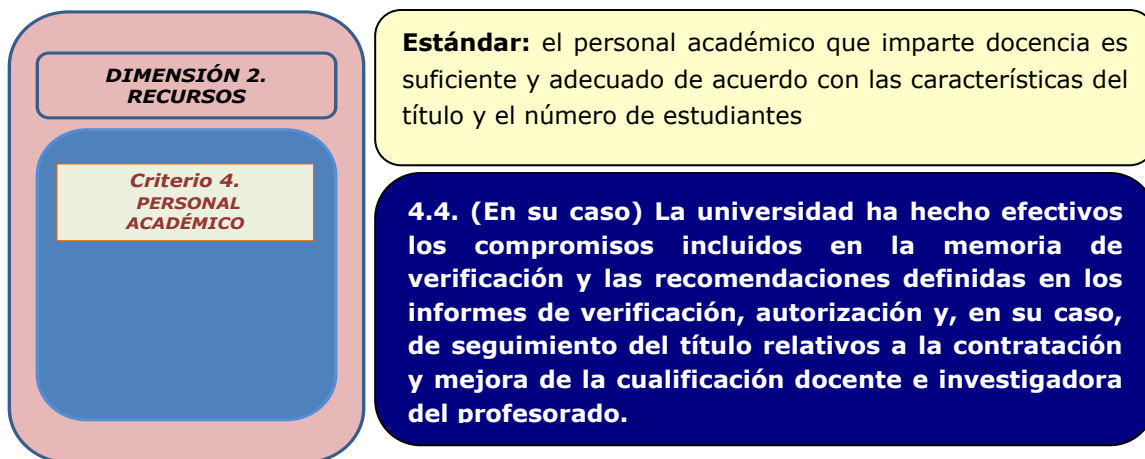 DIMENSIÓN 2.
RECURSOS
Criterio 4.
PERSONAL
ACADÉMICO
Estándar: el personal académico que imparte docencia es
suficiente y adecuado de acuerdo con las características del
título y el número de estudiantes
4.4. (En su caso) La universidad ha hecho efectivos
los compromisos incluidos en la memoria de
verificación y las recomendaciones definidas en los
informes de verificación, autorización y, en su caso,
de seguimiento del título relativos a la contratación
y mejora de la cualificación docente e investigadora
del profesorado.